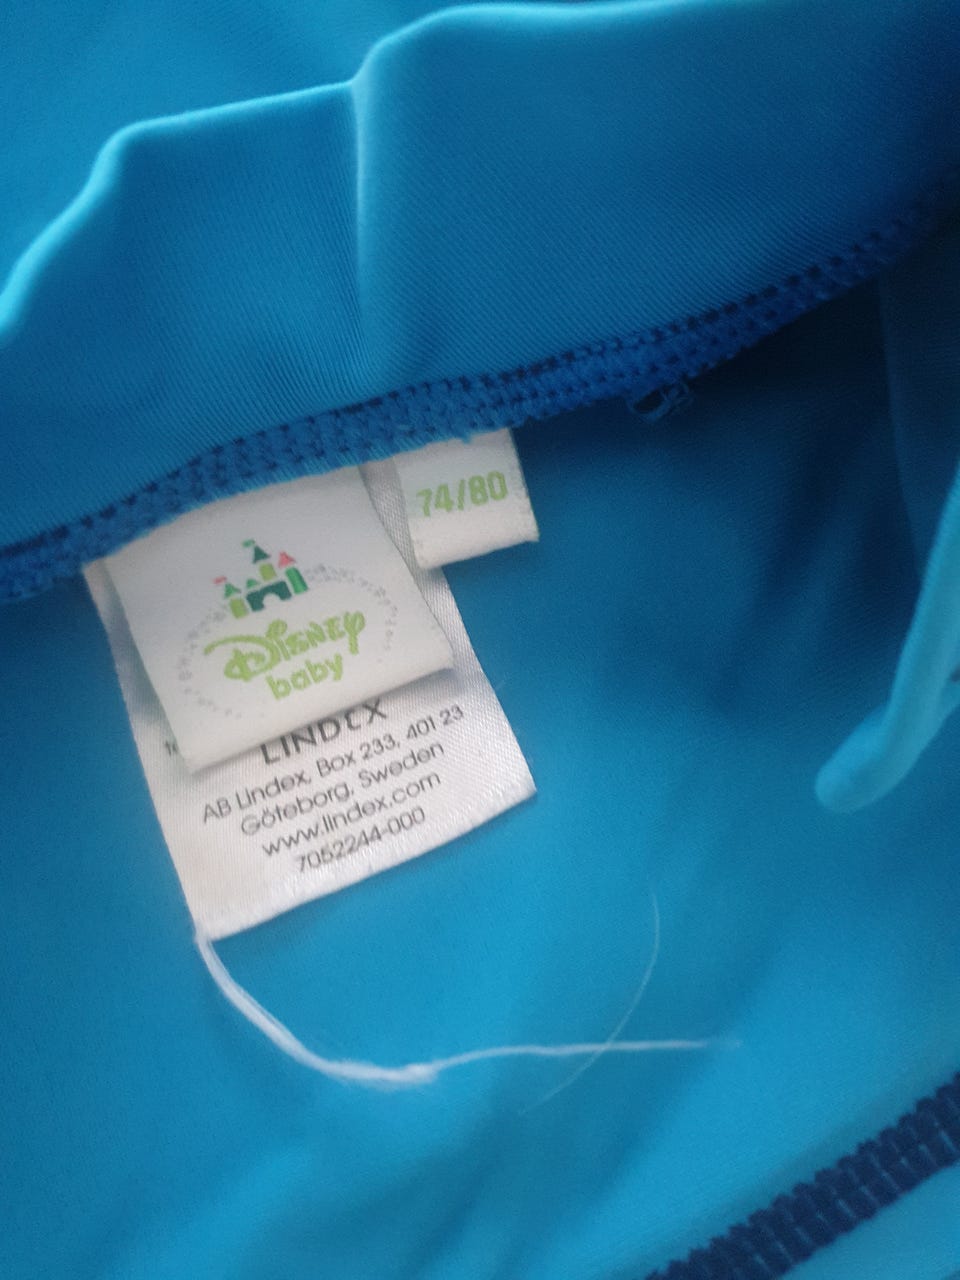 74/80
Disney
baby
LINDEX
AB Lindex, Box 233, 401 23
Göteborg, Sweden
www.lindex.com
7052244-000